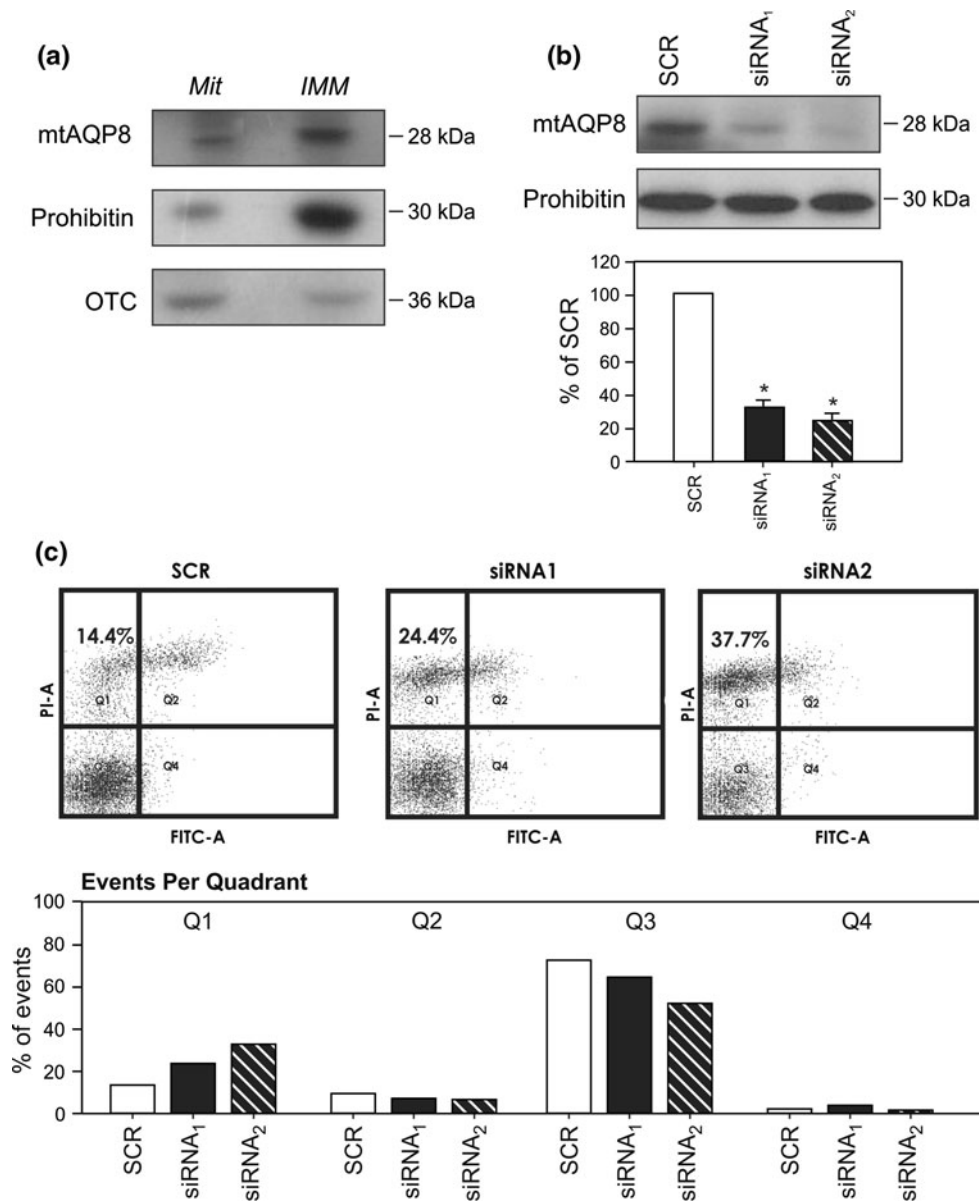 (a)
Mit IMM
mtAQP8 28 kDa
Prohibitin 30 kDa
OTC 36 kDa
(b)
SCR siRNA₁ siRNA₂
mtAQP8 28 kDa
Prohibitin 30 kDa
% of SCR
120
100
80
60
40
20
0
* *
SCR siRNA₁ siRNA₂
(c)
SCR siRNA1 siRNA2
14.4% 24.4% 37.7%
PI-A PI-A PI-A
Q1 Q2 Q1 Q2 Q1 Q2
Q3 Q4 Q3 Q4 Q3 Q4
FITC-A FITC-A FITC-A
Events Per Quadrant
% of events
100
80
60
40
20
0
Q1 Q2 Q3 Q4
SCR siRNA₁ siRNA₂ SCR siRNA₁ siRNA₂ SCR siRNA₁ siRNA₂ SCR siRNA₁ siRNA₂